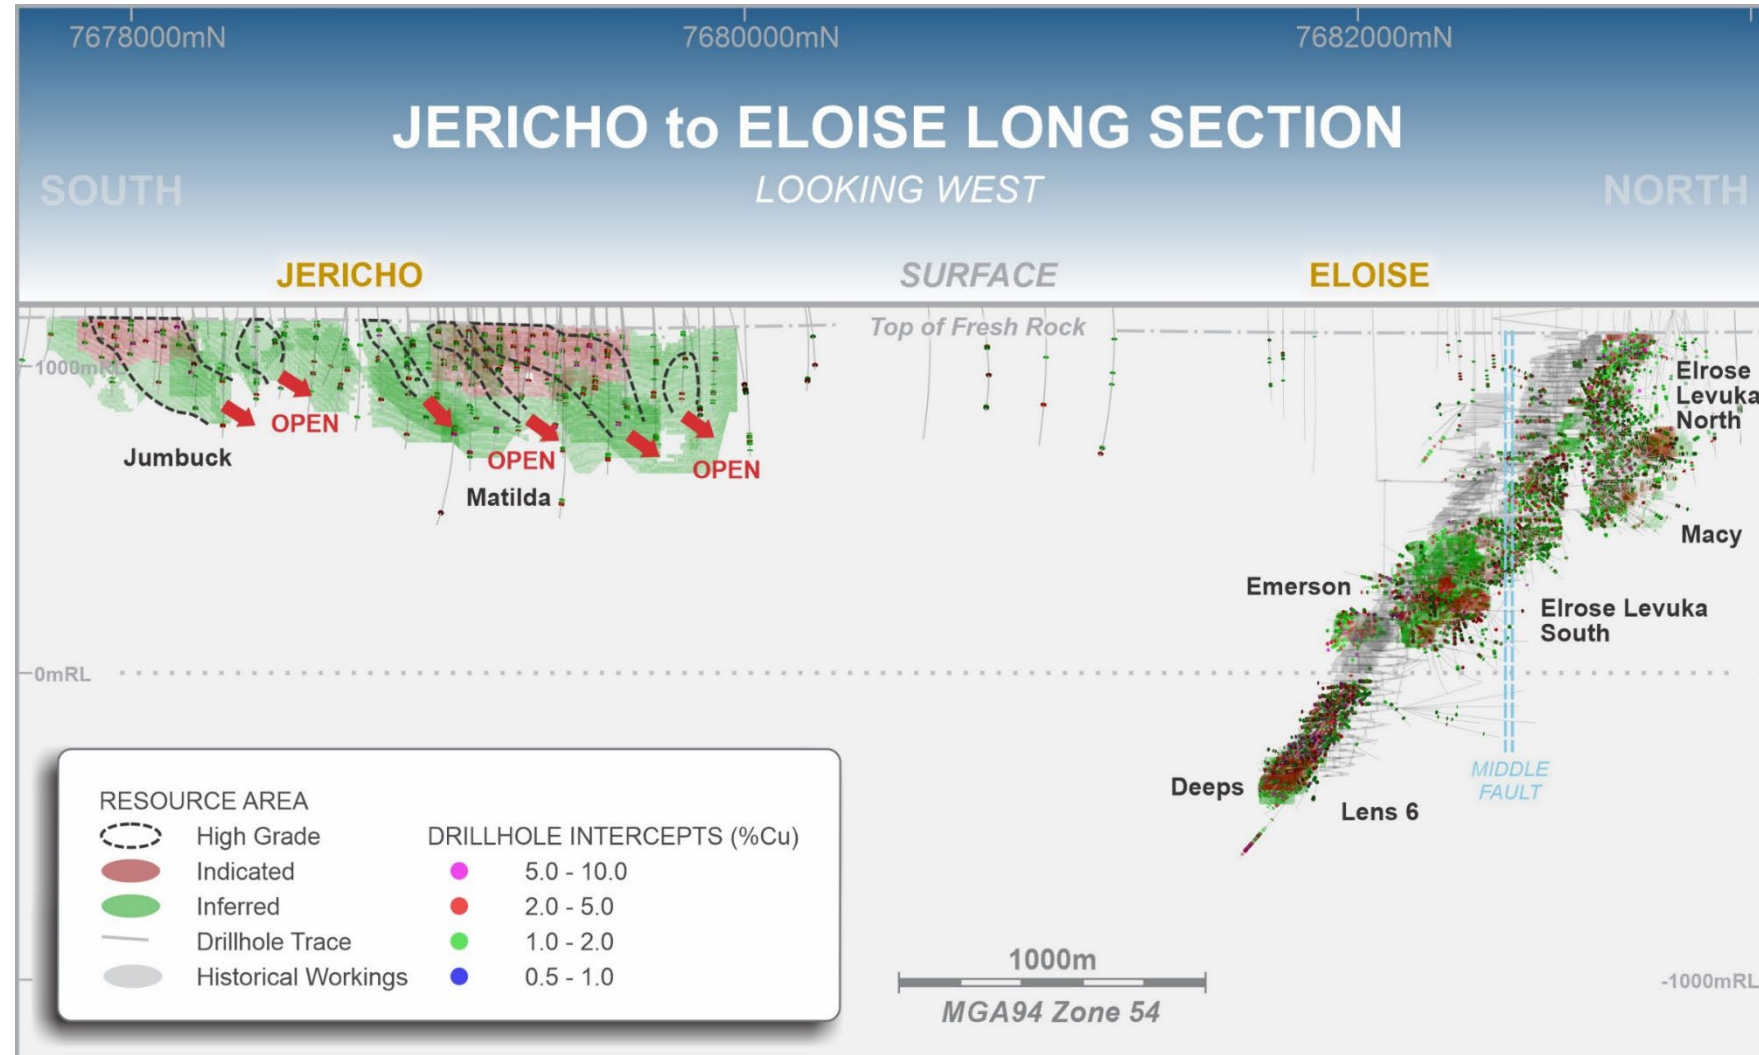 7678000mN
7680000mN
7682000mN
JERICHO to ELOISE LONG SECTION
SOUTH
LOOKING WEST
NORTH
JERICHO
SURFACE
ELOISE
Top of Fresh Rock
1000mRL
Elrose
Levuka
North
OPEN
Jumbuck
OPEN
OPEN
Matilda
Macy
Emerson
Elrose Levuka
South
0mRL
MIDDLE
FAULT
Deeps
Lens 6
RESOURCE AREA
High Grade
Indicated
Inferred
Drillhole Trace
Historical Workings
DRILLHOLE INTERCEPTS (%Cu)
5.0 - 10.0
2.0 - 5.0
1.0 - 2.0
0.5 - 1.0
1000m
MGA94 Zone 54
-1000mRL